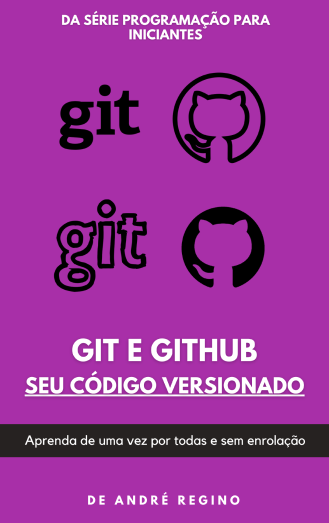 DA SÉRIE PROGRAMAÇÃO PARA
INICIANTES
git
git
GIT E GITHUB
SEU CÓDIGO VERSIONADO
Aprenda de uma vez por todas e sem enrolação
DE ANDRÉ REGINO